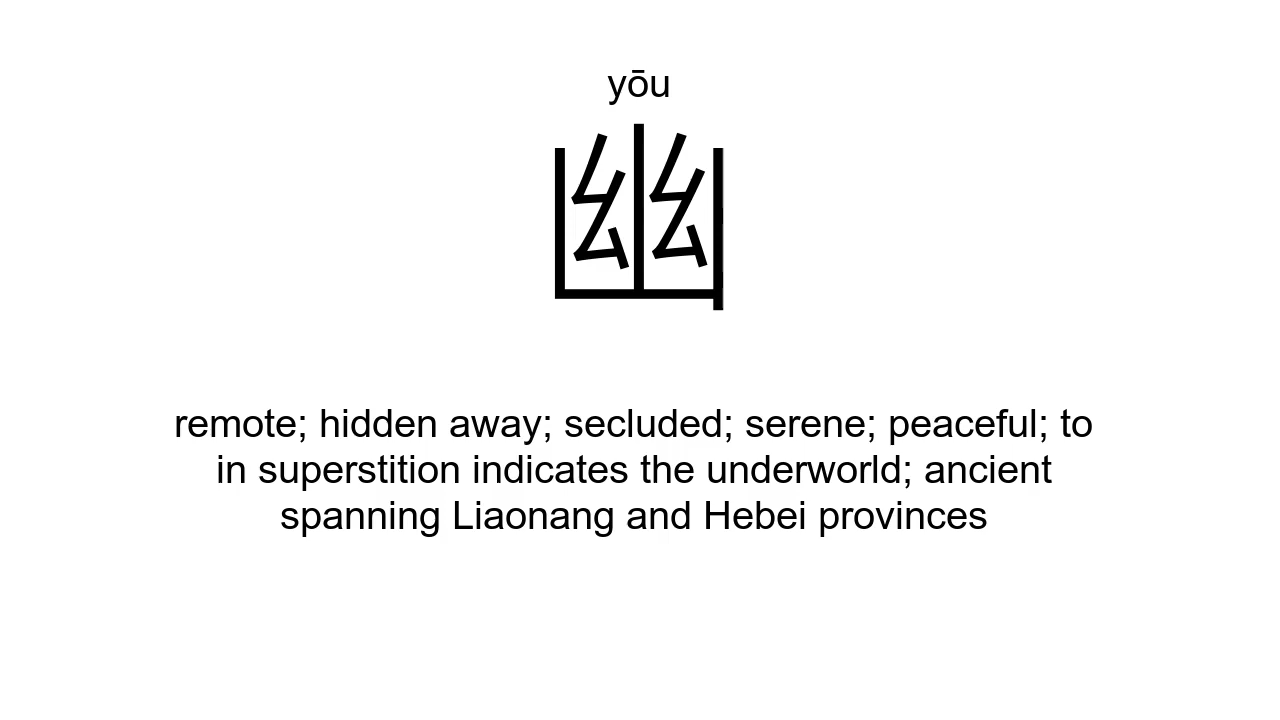 yōu
幽
remote; hidden away; secluded; serene; peaceful; to
in superstition indicates the underworld; ancient
spanning Liaonang and Hebei provinces